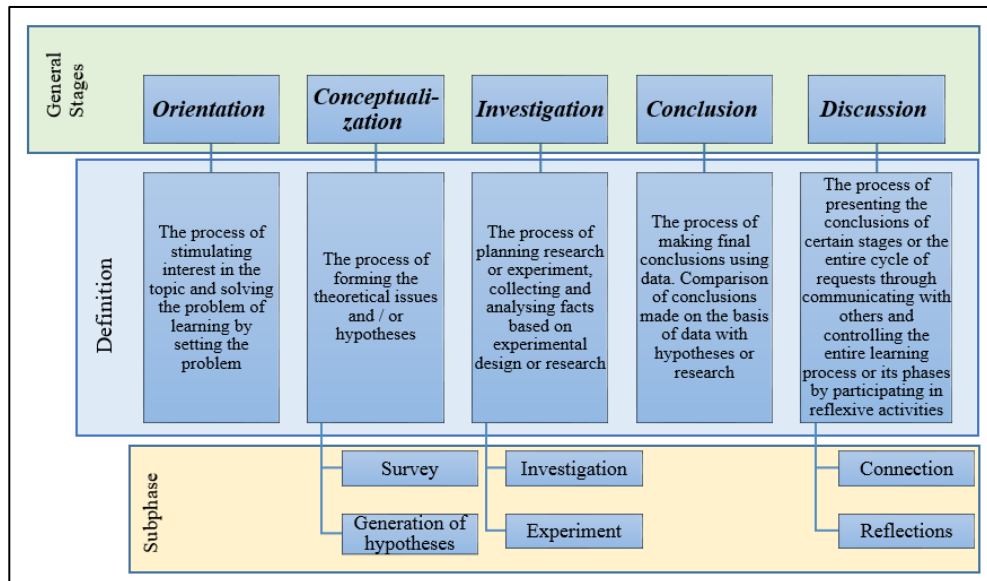 General
Stages
Orientation
Conceptuali-
zation
Investigation
Conclusion
Discussion
Definition
The process of
stimulating
interest in the
topic and solving
the problem of
learning by
setting the
problem
The process of
forming the
theoretical issues
and / or
hypotheses
The process of
planning research
or experiment,
collecting and
analysing facts
based on
experimental
design or research
The process of
making final
conclusions using
data. Comparison
of conclusions
made on the basis
of data with
hypotheses or
research
The process of
presenting the
conclusions of
certain stages or the
entire cycle of
requests through
communicating with
others and
controlling the
entire learning
process or its phases
by participating in
reflexive activities
Subphase
Survey
Generation of
hypotheses
Investigation
Experiment
Connection
Reflections